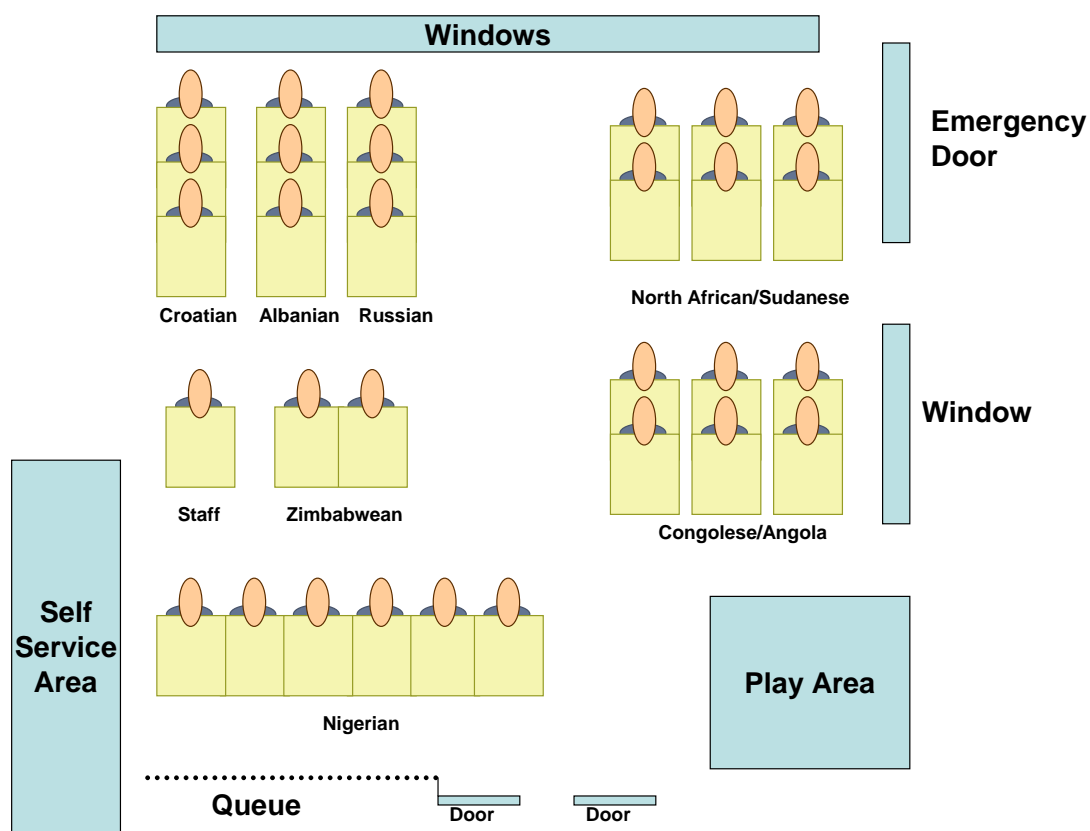 Windows
Emergency
Door
Croatian
Albanian
Russian
North African/Sudanese
Window
Staff
Zimbabwean
Congolese/Angola
Self
Service
Area
Play Area
Nigerian
Queue
Door
Door